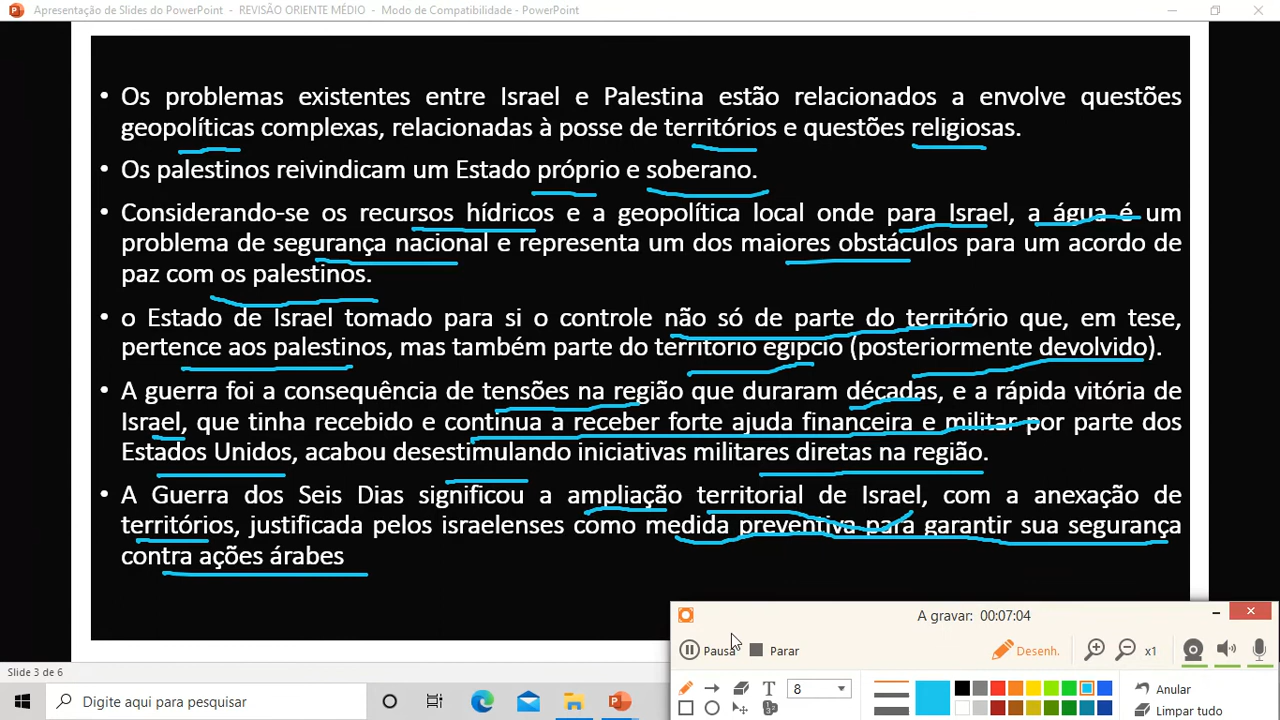 Apresentação de Slides do PowerPoint - REVISÃO ORIENTE MÉDIO - Modo de Compatibilidade - PowerPoint
• Os problemas existentes entre Israel e Palestina estão relacionados a envolve questões
geopolíticas complexas, relacionadas à posse de territórios e questões religiosas.
• Os palestinos reivindicam um Estado próprio e soberano.
• Considerando-se os recursos hídricos e a geopolítica local onde para Israel, a água é um
problema de segurança nacional e representa um dos maiores obstáculos para um acordo de
paz com os palestinos.
• o Estado de Israel tomado para si o controle não só de parte do território que, em tese,
pertence aos palestinos, mas também parte do território egípcio (posteriormente devolvido).
• A guerra foi a consequência de tensões na região que duraram décadas, e a rápida vitória de
Israel, que tinha recebido e continua a receber forte ajuda financeira e militar por parte dos
Estados Unidos, acabou desestimulando iniciativas militares diretas na região.
• A Guerra dos Seis Dias significou a ampliação territorial de Israel, com a anexação de
territórios, justificada pelos israelenses como medida preventiva para garantir sua segurança
contra ações árabes
A gravar: 00:07:04
Pausa Parar Desenh. x1
Slide 3 de 6
T 8 Anular
Digite aqui para pesquisar
Limpar tudo